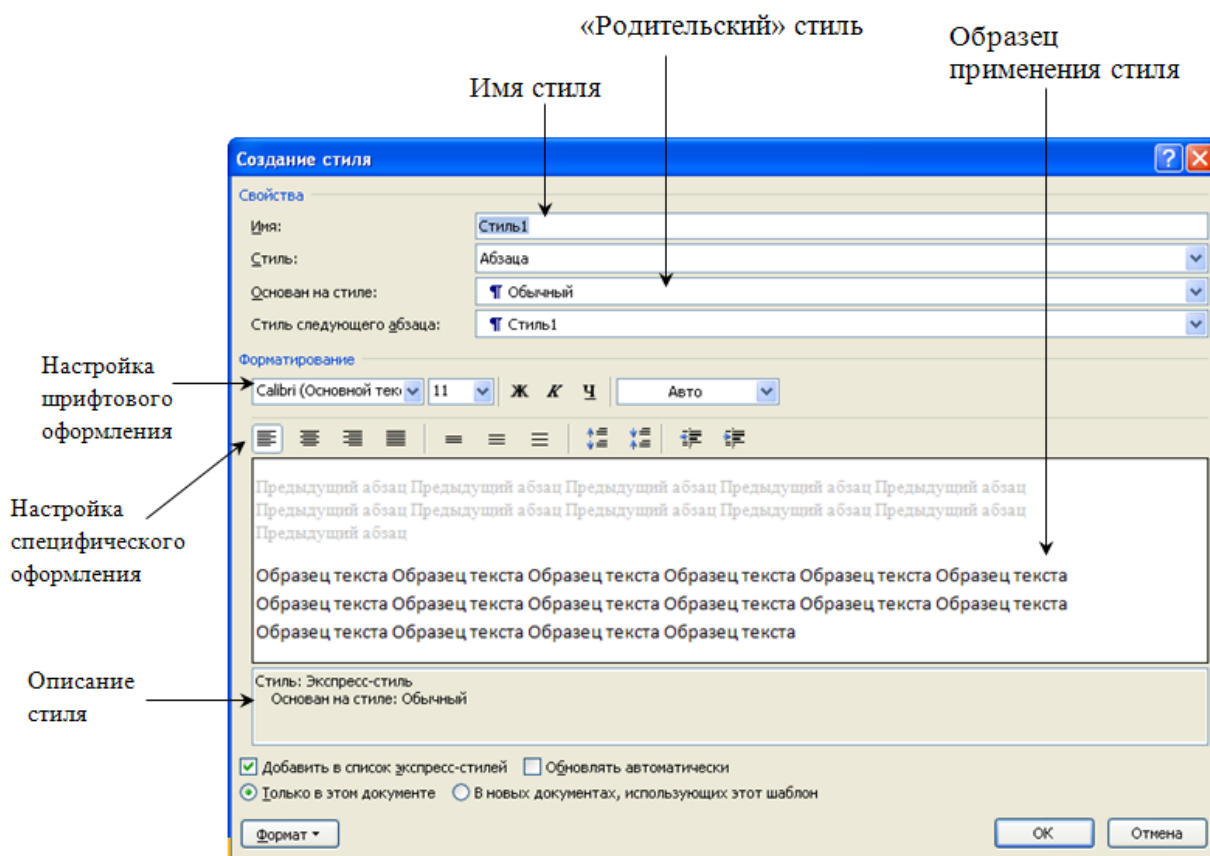 «Родительский» стиль
Образец
применения стиля
Имя стиля
Создание стиля
Свойства
Имя: Стиль1
Стиль: Абзаца
Основан на стиле: ¶ Обычный
Стиль следующего абзаца: ¶ Стиль1
Форматирование
Настройка
шрифтового
оформления
Calibri (Основной тек 11 Ж К Ч Авто
Настройка
специфического
оформления
Предыдущий абзац Предыдущий абзац Предыдущий абзац Предыдущий абзац Предыдущий абзац
Предыдущий абзац Предыдущий абзац Предыдущий абзац Предыдущий абзац Предыдущий абзац
Предыдущий абзац
Образец текста Образец текста Образец текста Образец текста Образец текста Образец текста
Образец текста Образец текста Образец текста Образец текста Образец текста Образец текста
Образец текста Образец текста Образец текста Образец текста
Описание
стиля
Стиль: Экспресс-стиль
Основан на стиле: Обычный
Добавить в список экспресс-стилей Обновлять автоматически
Только в этом документе В новых документах, использующих этот шаблон
Формат ОК Отмена